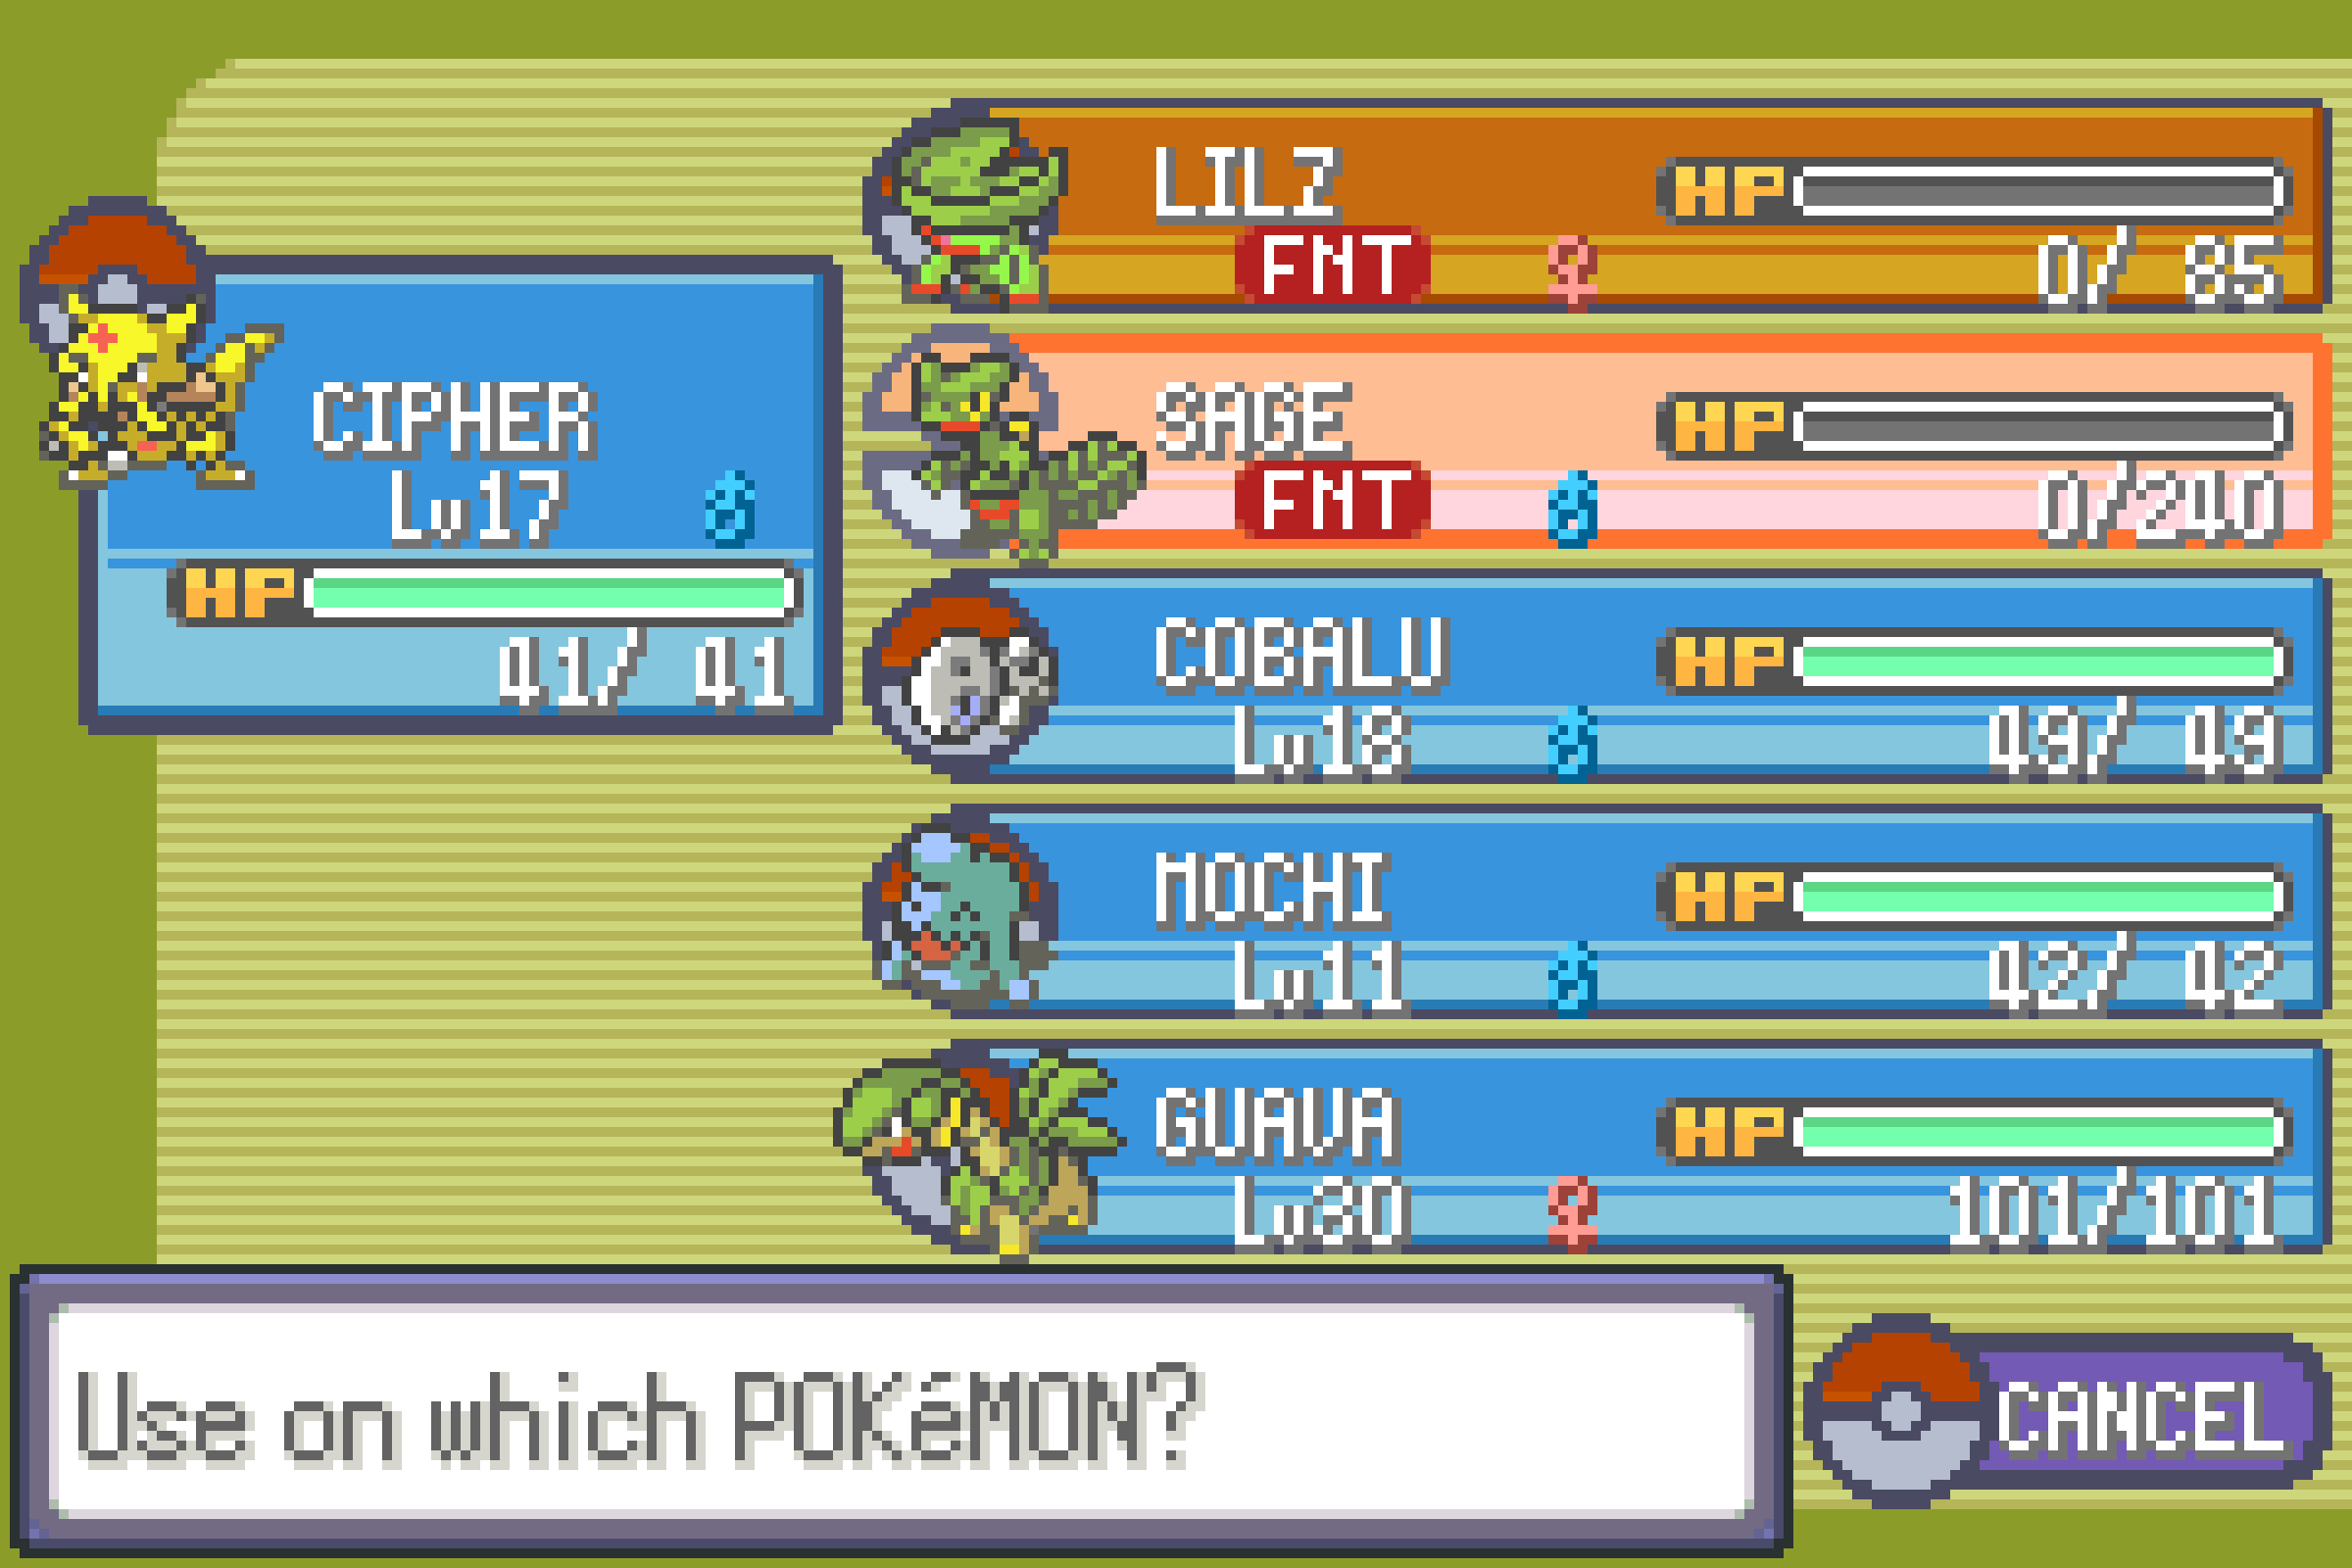 CIPHER
Lv17 ♂
HP
41/ 41
LILZ
HP
FNT ♀ 0/ 85
SAGE
HP
FNT ♂ 0/240
COBALU
HP
Lv18 ♂ 49/ 49
MOCHI
HP
Lv11 ♂ 42/ 42
GUAVA
HP
Lv30 ♀ 101/101
Use on which POKéMON?
CANCEL